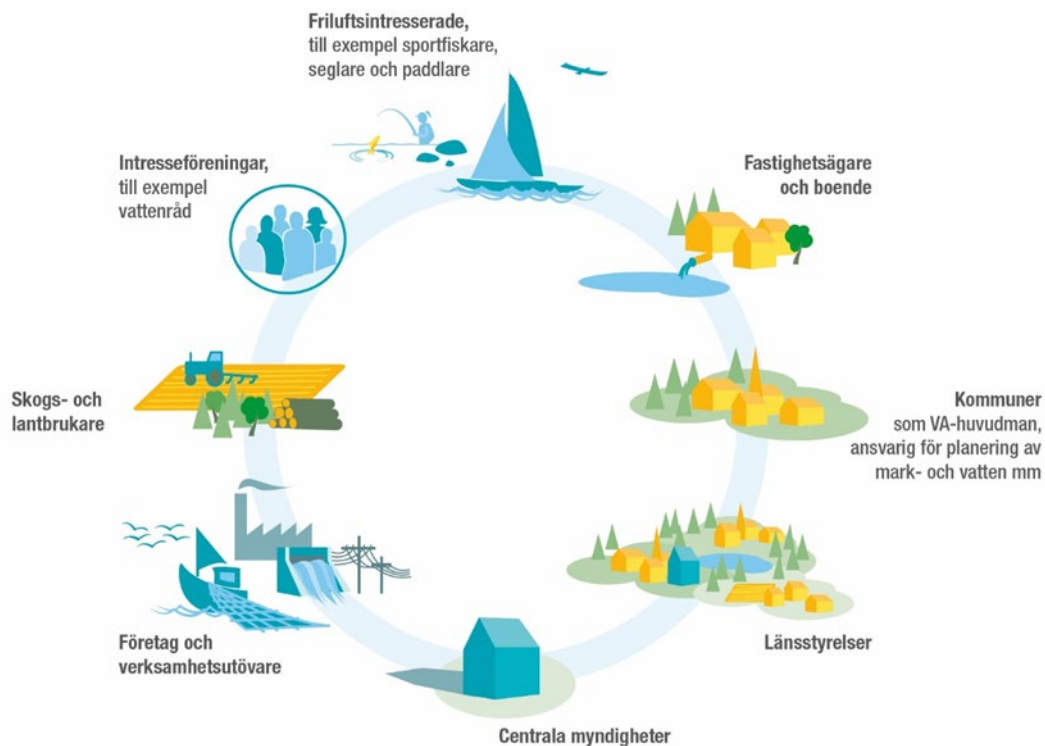 Friluftsintresserade,
till exempel sportfiskare,
seglare och paddlare
Intresseföreningar,
till exempel
vattenråd
Fastighetsägare
och boende
Skogs- och
lantbrukare
Kommuner
som VA-huvudman,
ansvarig för planering av
mark- och vatten mm
Företag och
verksamhetsutövare
Länsstyrelser
Centrala myndigheter